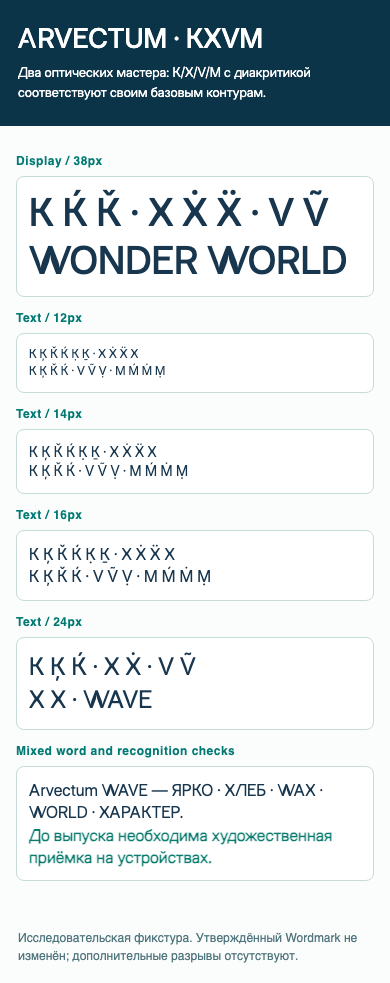 ARVECTUM · KXVM
Два оптических мастера: K/X/V/M с диакритикой
соответствуют своим базовым контурам.
Display / 38px
K Ḱ Ǩ · X Ẋ Ẍ · V Ṽ
WONDER WORLD
Text / 12px
K Ķ Ǩ Ḱ Ḳ Ḵ · X Ẋ Ẍ X
K Ķ Ǩ Ḱ · V Ṽ Ṿ · M Ḿ Ṁ Ṃ
Text / 14px
K Ķ Ǩ Ḱ Ḳ Ḵ · X Ẋ Ẍ X
K Ķ Ǩ Ḱ · V Ṽ Ṿ · M Ḿ Ṁ Ṃ
Text / 16px
K Ķ Ǩ Ḱ Ḳ Ḵ · X Ẋ Ẍ X
K Ķ Ǩ Ḱ · V Ṽ Ṿ · M Ḿ Ṁ Ṃ
Text / 24px
K Ķ Ḱ · X Ẋ · V Ṽ
X X · WAVE
Mixed word and recognition checks
Arvectum WAVE — ЯРКО · ХЛЕБ · WAX ·
WORLD · ХАРАКТЕР.
До выпуска необходима художественная
приёмка на устройствах.
Исследовательская фикстура. Утверждённый Wordmark не
изменён; дополнительные разрывы отсутствуют.